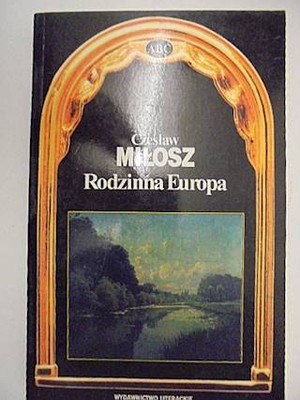 ABC
Czesław
MIŁOSZ
Rodzinna Europa
WYDAWNICTWO LITERACKIE